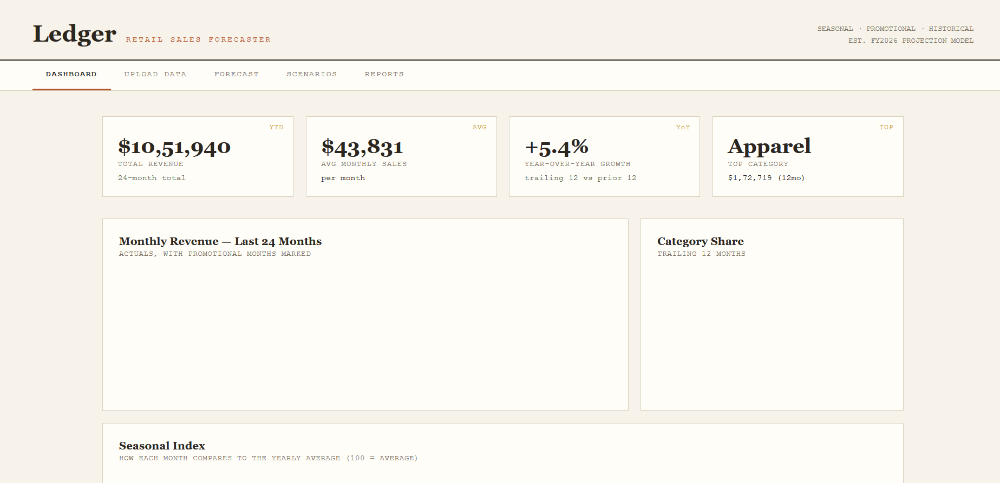 Ledger RETAIL SALES FORECASTER
SEASONAL · PROMOTIONAL · HISTORICAL
EST. FY2026 PROJECTION MODEL
DASHBOARD UPLOAD DATA FORECAST SCENARIOS REPORTS
YTD
$10,51,940
TOTAL REVENUE
24-month total
AVG
$43,831
AVG MONTHLY SALES
per month
YoY
+5.4%
YEAR-OVER-YEAR GROWTH
trailing 12 vs prior 12
TOP
Apparel
TOP CATEGORY
$1,72,719 (12mo)
Monthly Revenue — Last 24 Months
ACTUALS, WITH PROMOTIONAL MONTHS MARKED
Category Share
TRAILING 12 MONTHS
Seasonal Index
HOW EACH MONTH COMPARES TO THE YEARLY AVERAGE (100 = AVERAGE)